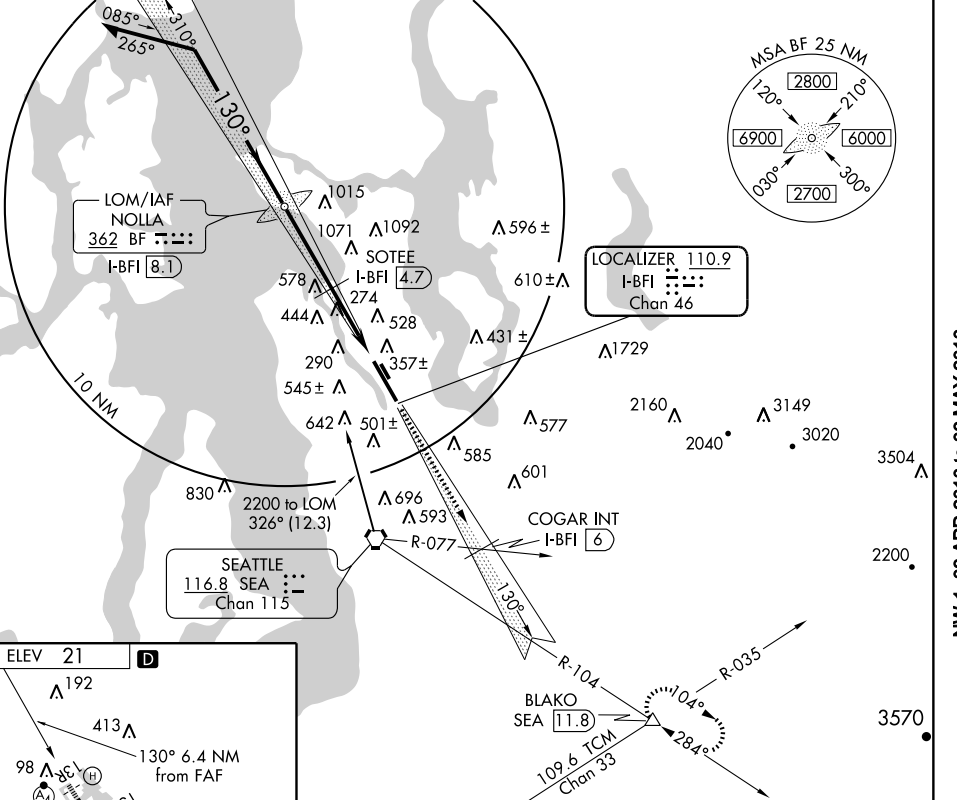 085°
265°
310°
130°
MSA BF 25 NM
2800
120°
210°
6900
6000
030°
300°
2700
LOM/IAF
NOLLA
362 BF
I-BFI 8.1
1015
1071
1092
596 ±
SOTEE
I-BFI 4.7
578
274
610 ±
LOCALIZER 110.9
I-BFI
Chan 46
444
528
431 ±
290
357±
1729
545 ±
10 NM
642
501±
577
2160
3149
2040
3020
585
601
3504
830
2200 to LOM
326° (12.3)
696
593
COGAR INT
I-BFI 6
R-077
2200
SEATTLE
116.8 SEA
Chan 115
130°
R-104
R-035
BLAKO
SEA 11.8
104°
284°
3570
109.6 TCM
Chan 33
ELEV 21
D
192
413
130° 6.4 NM
from FAF
98
13R
H